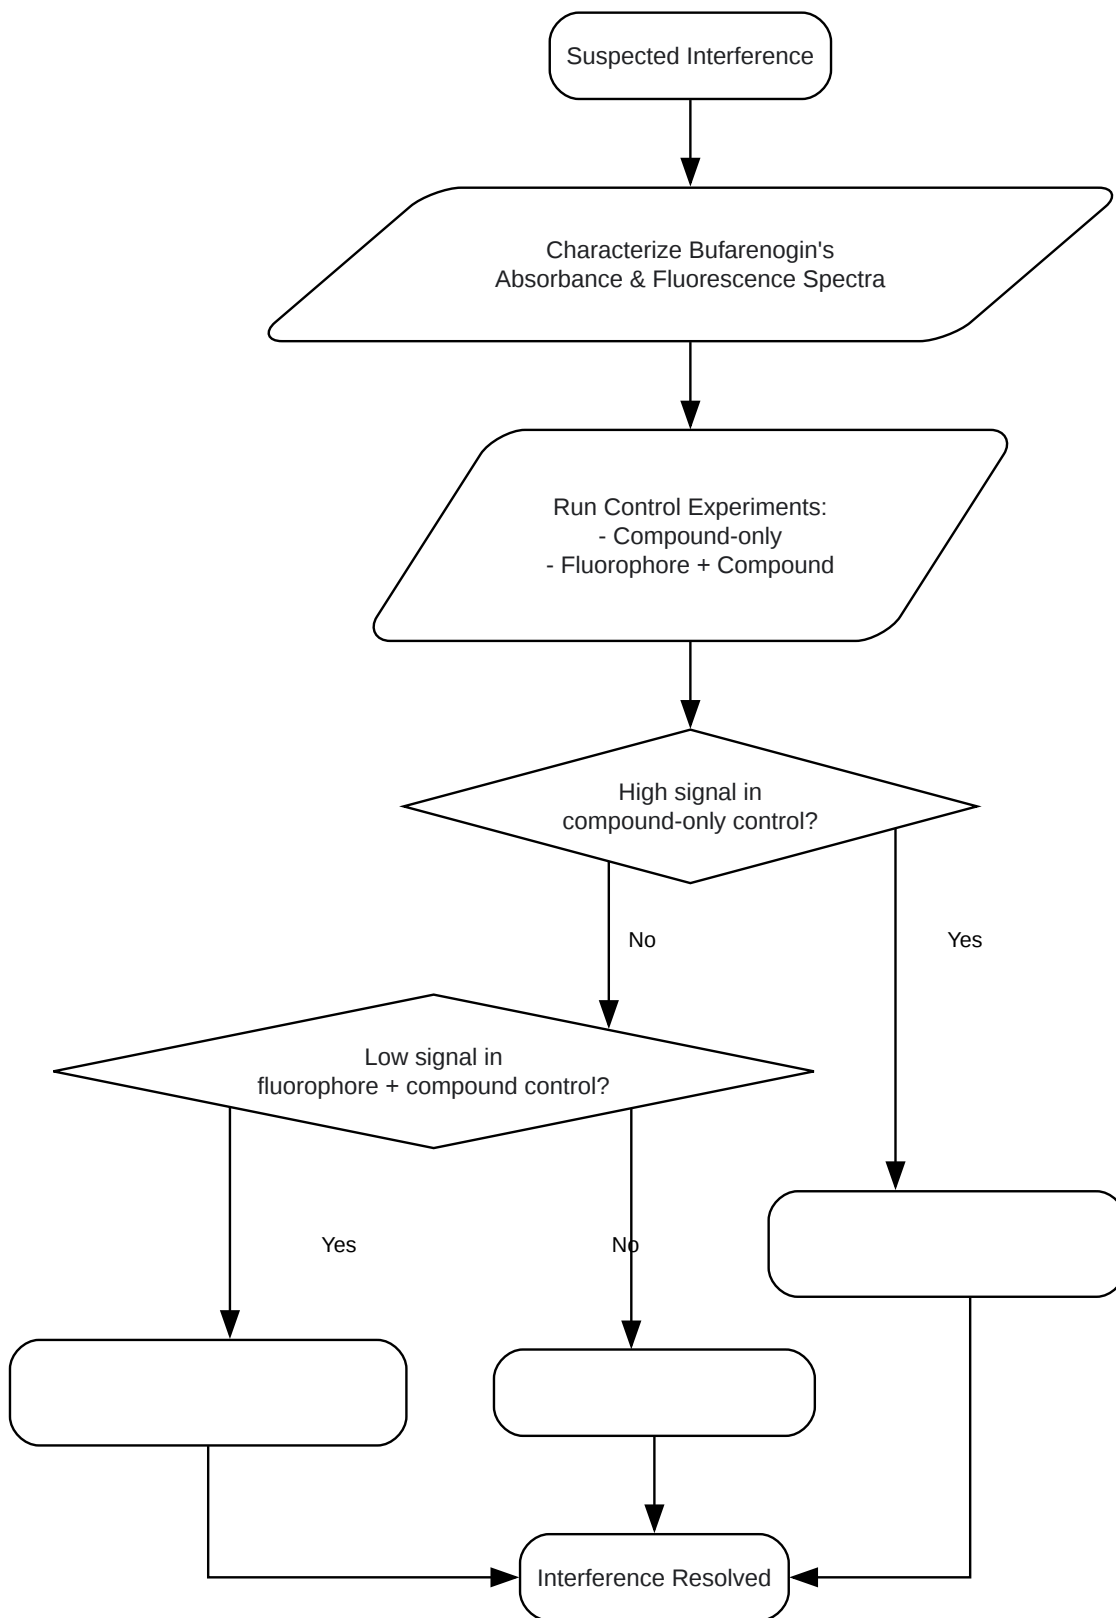 Suspected Interference
Characterize Bufarenogin's
Absorbance & Fluorescence Spectra
Run Control Experiments:
- Compound-only
- Fluorophore + Compound
High signal in
compound-only control?
No
Yes
Low signal in
fluorophore + compound control?
Yes
No
Interference Resolved